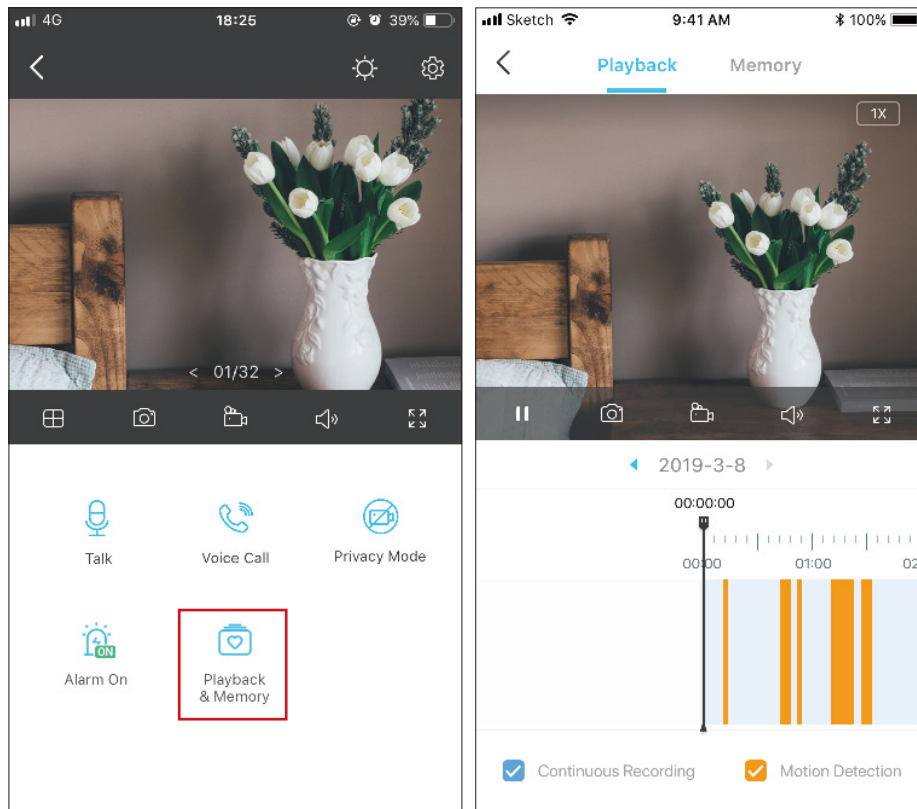 4G
18:25
39%
< 01/32 >
Talk
Voice Call
Privacy Mode
ON
Alarm On
Playback
& Memory
Sketch
9:41 AM
100%
Playback
Memory
1X
2019-3-8
00:00:00
00:00
01:00
02
Continuous Recording
Motion Detection